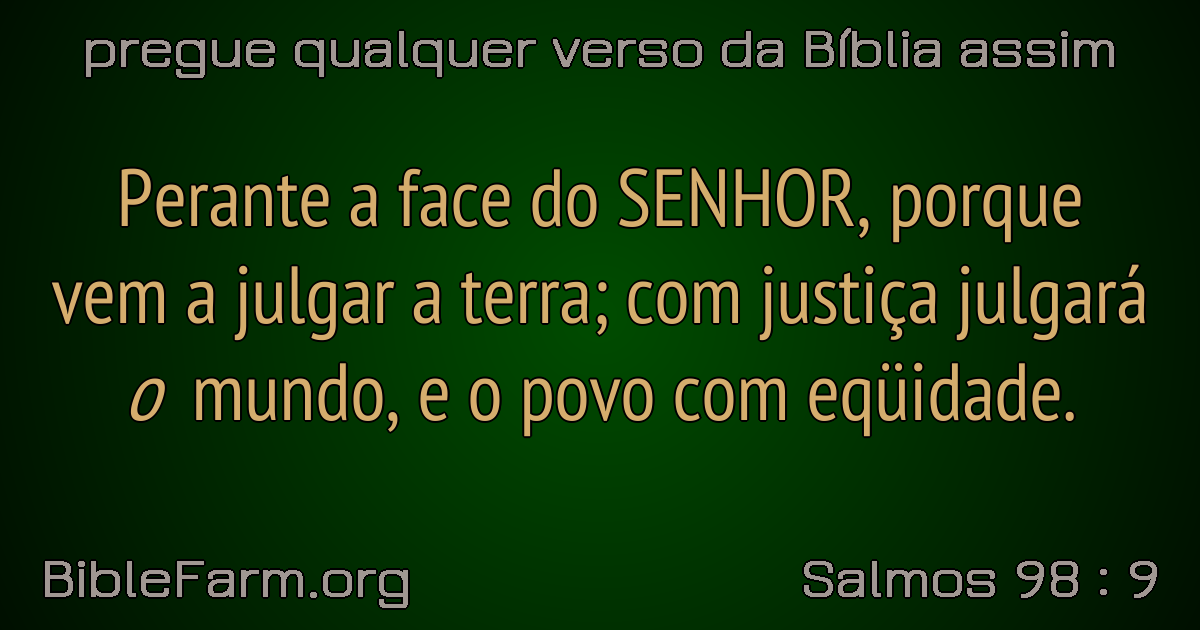 pregue qualquer verso da Bíblia assim
Perante a face do SENHOR, porque
vem a julgar a terra; com justiça julgará
o mundo, e o povo com eqüidade.
BibleFarm.org
Salmos 98 : 9